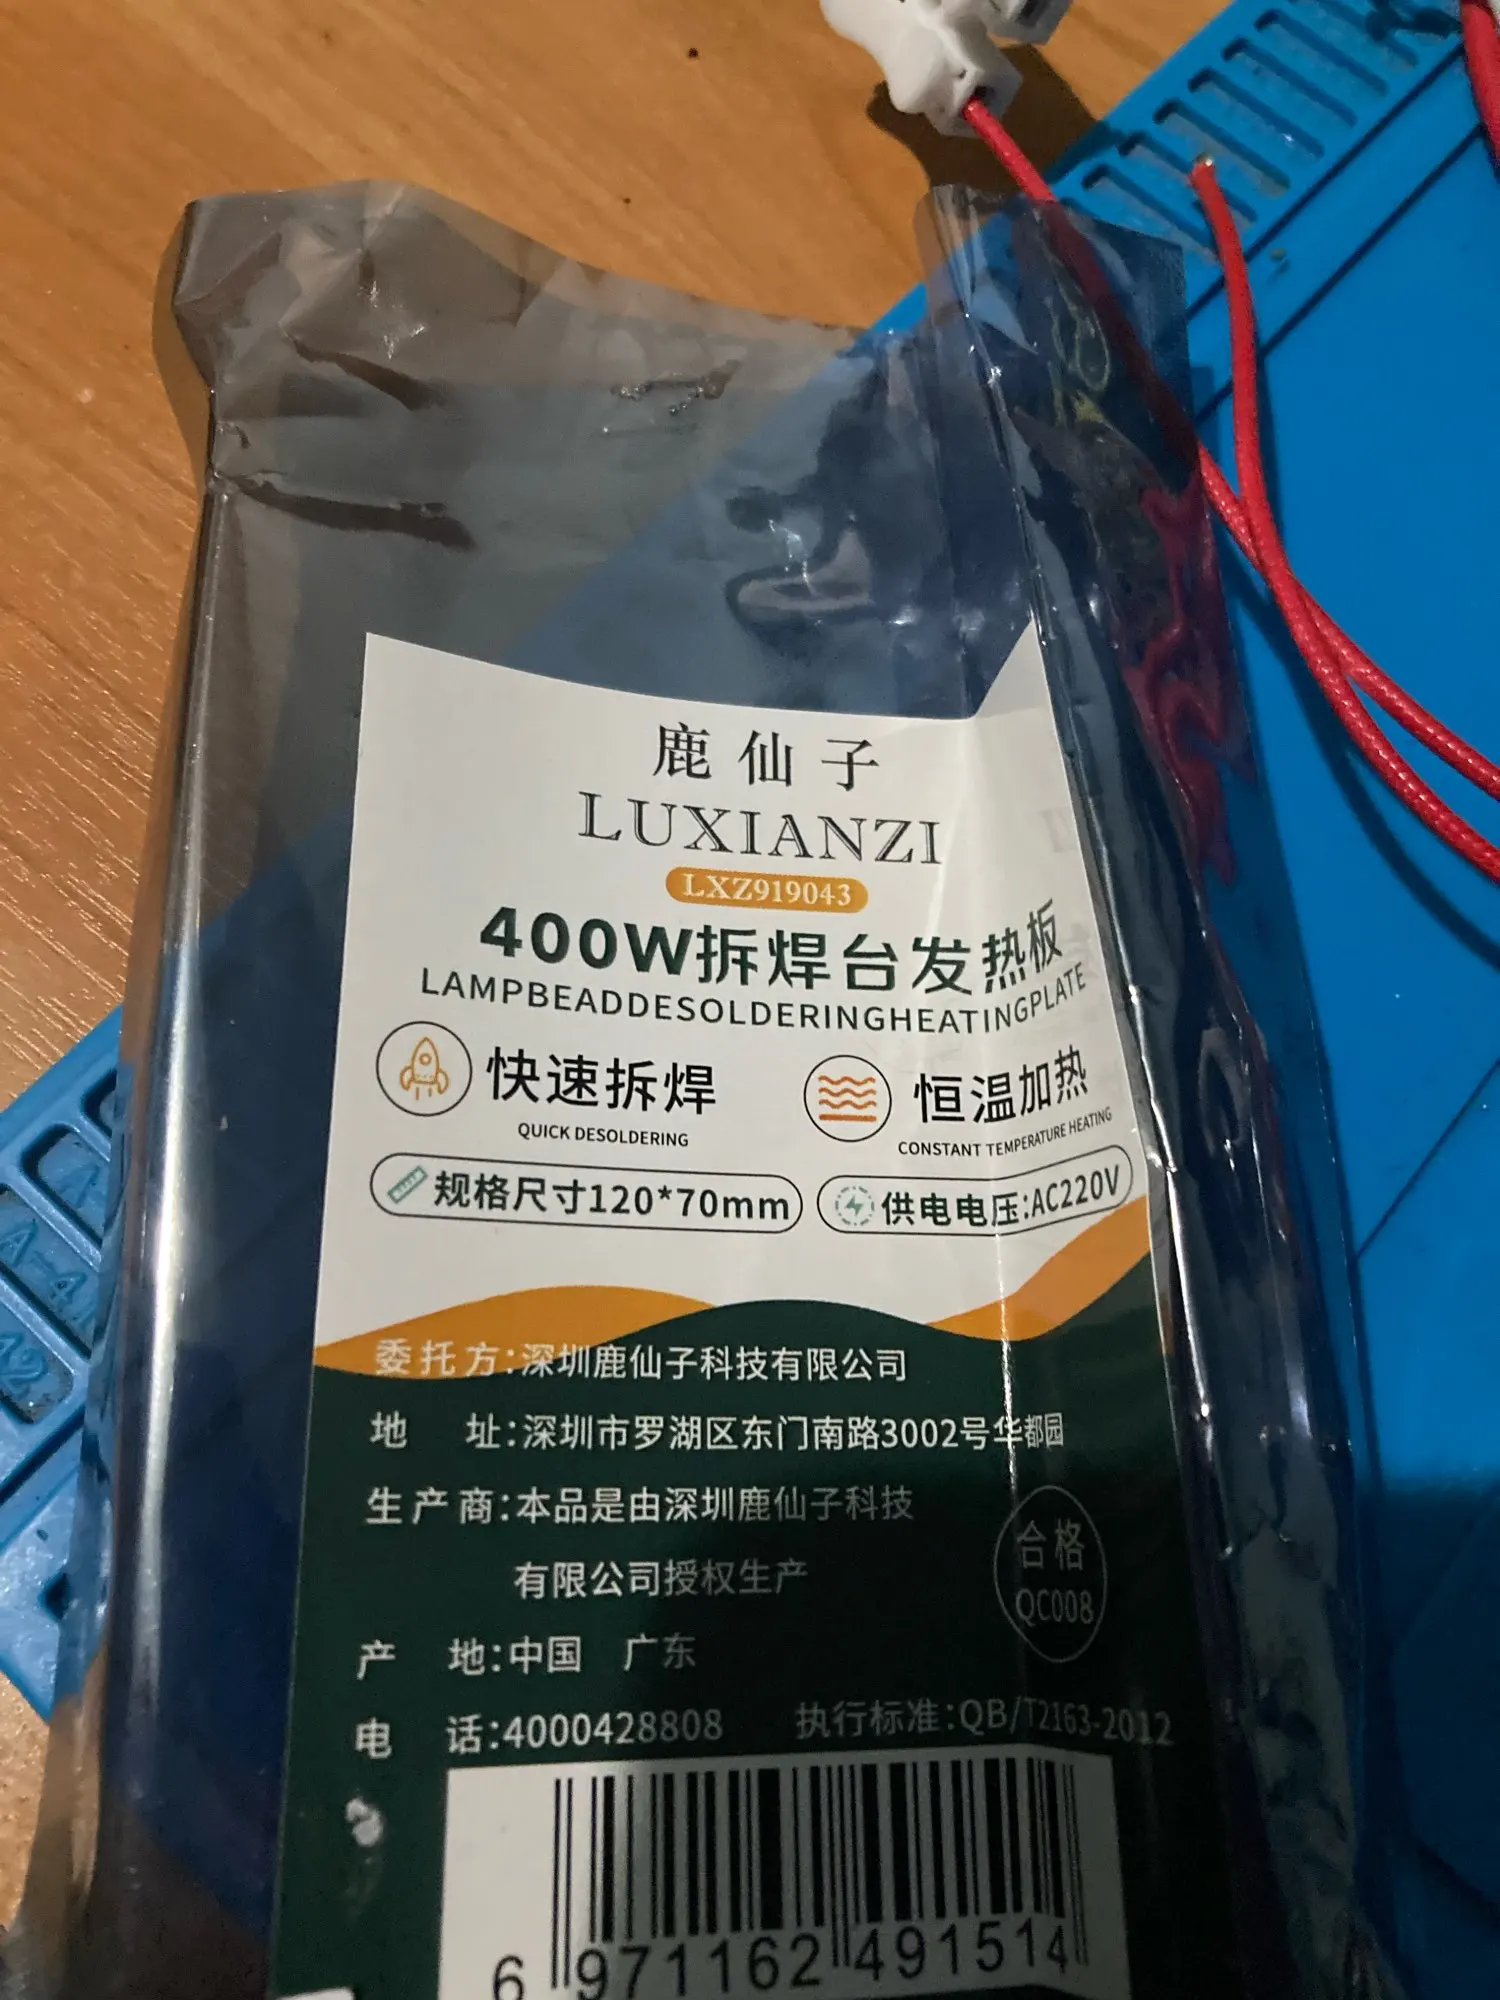 鹿仙子
LUXIANZI
LXZ919043
400W拆焊台发热板
LAMPBEADDESOLDERINGHEATINGPLATE
快速拆焊
QUICK DESOLDERING
恒温加热
CONSTANT TEMPERATURE HEATING
规格尺寸120*70mm
供电电压:AC220V
委托方:深圳鹿仙子科技有限公司
地 址:深圳市罗湖区东门南路3002号华都园
生产商:本品是由深圳鹿仙子科技
有限公司授权生产
合格
QC008
产 地:中国 广东
电 话:4000428808 执行标准:QB/T2163-2012
6 971162 491514
A-4